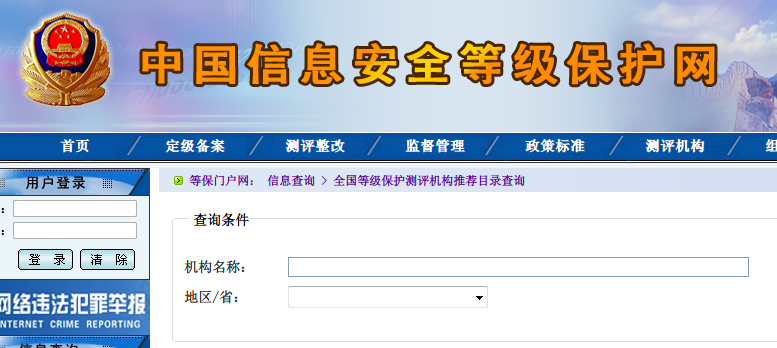 中国信息安全等级保护网
首页 定级备案 测评整改 监督管理 政策标准 测评机构
用户登录
等保门户网： 信息查询 > 全国等级保护测评机构推荐目录查询
查询条件
：
：
登 录 清 除
机构名称：
地区/省：
网络违法犯罪举报
INTERNET CRIME REPORTING
信息查询